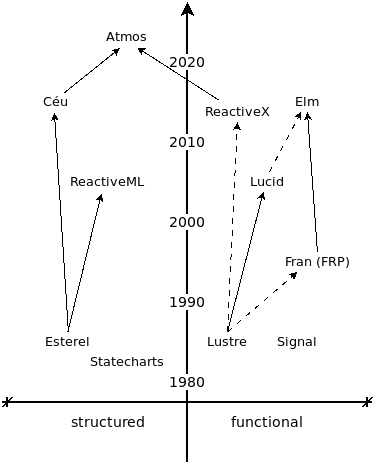 Atmos
2020
Céu
ReactiveX
Elm
2010
ReactiveML
Lucid
2000
Fran (FRP)
1990
Esterel
Lustre
Signal
Statecharts
1980
structured
functional